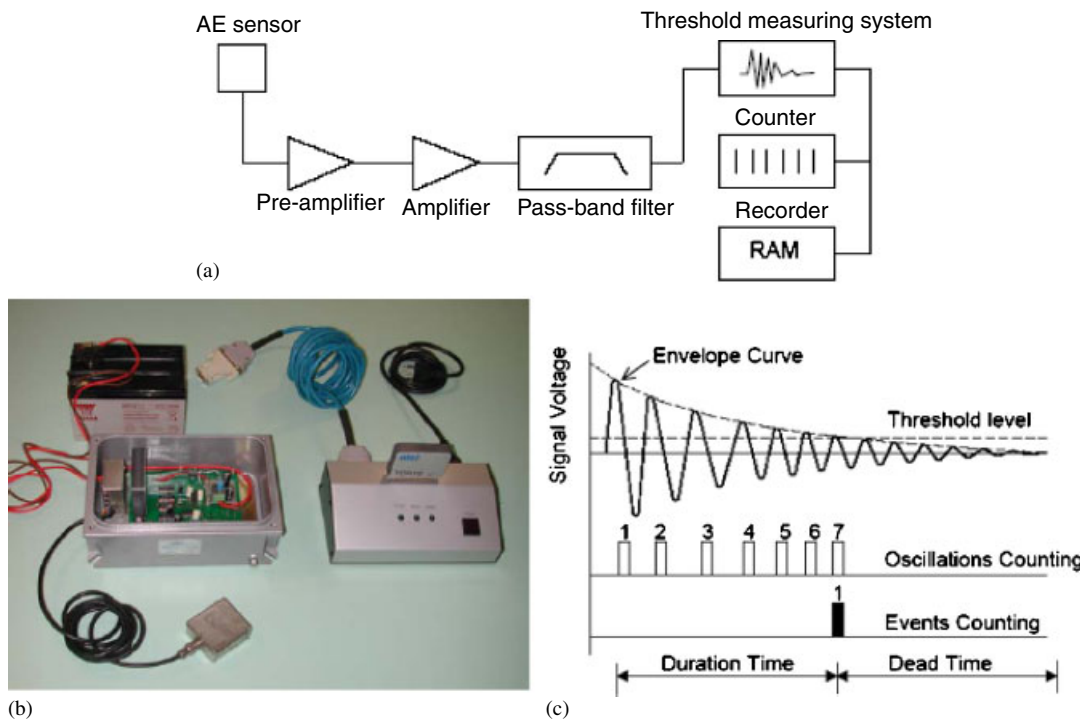 AE sensor
Threshold measuring system
Counter
Pre-amplifier
Amplifier
Pass-band filter
Recorder
RAM
(a)
(b)
Signal Voltage
Envelope Curve
Threshold level
1 2 3 4 5 6 7
Oscillations Counting
1
Events Counting
Duration Time
Dead Time
(c)